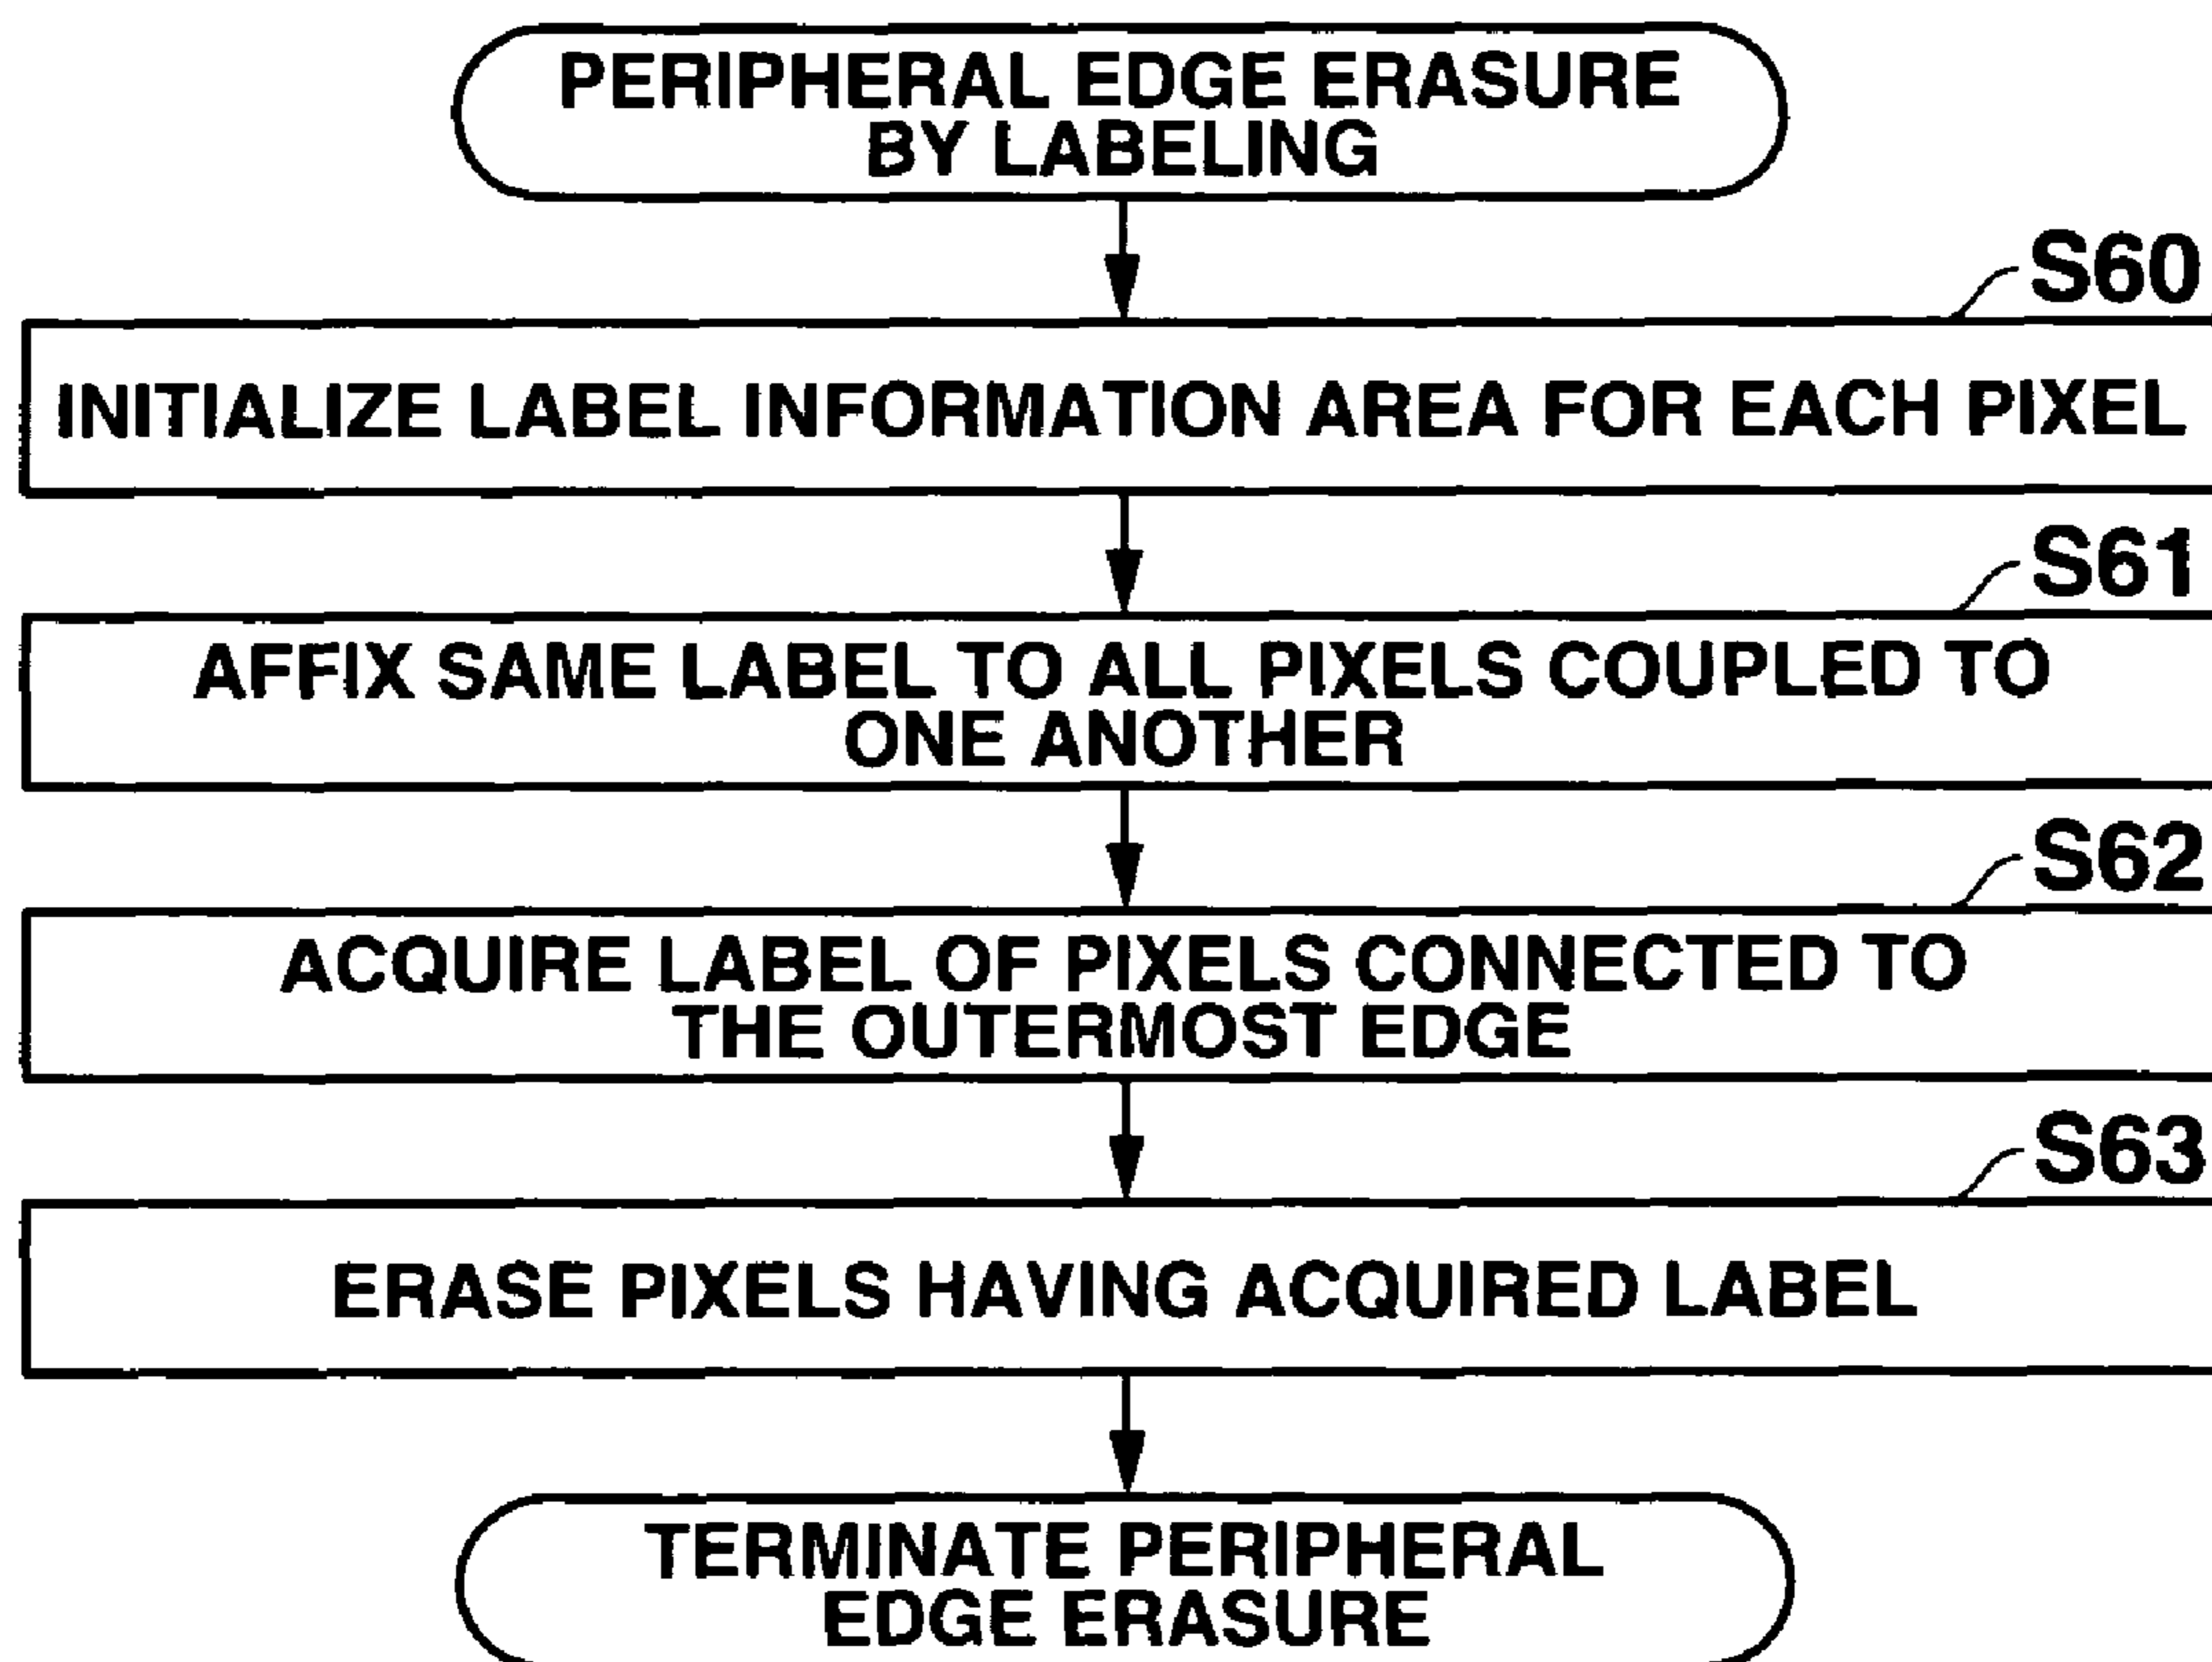 PERIPHERAL EDGE ERASURE
BY LABELING
S60
INITIALIZE LABEL INFORMATION AREA FOR EACH PIXEL
S61
AFFIX SAME LABEL TO ALL PIXELS COUPLED TO
ONE ANOTHER
S62
ACQUIRE LABEL OF PIXELS CONNECTED TO
THE OUTERMOST EDGE
S63
ERASE PIXELS HAVING ACQUIRED LABEL
TERMINATE PERIPHERAL
EDGE ERASURE